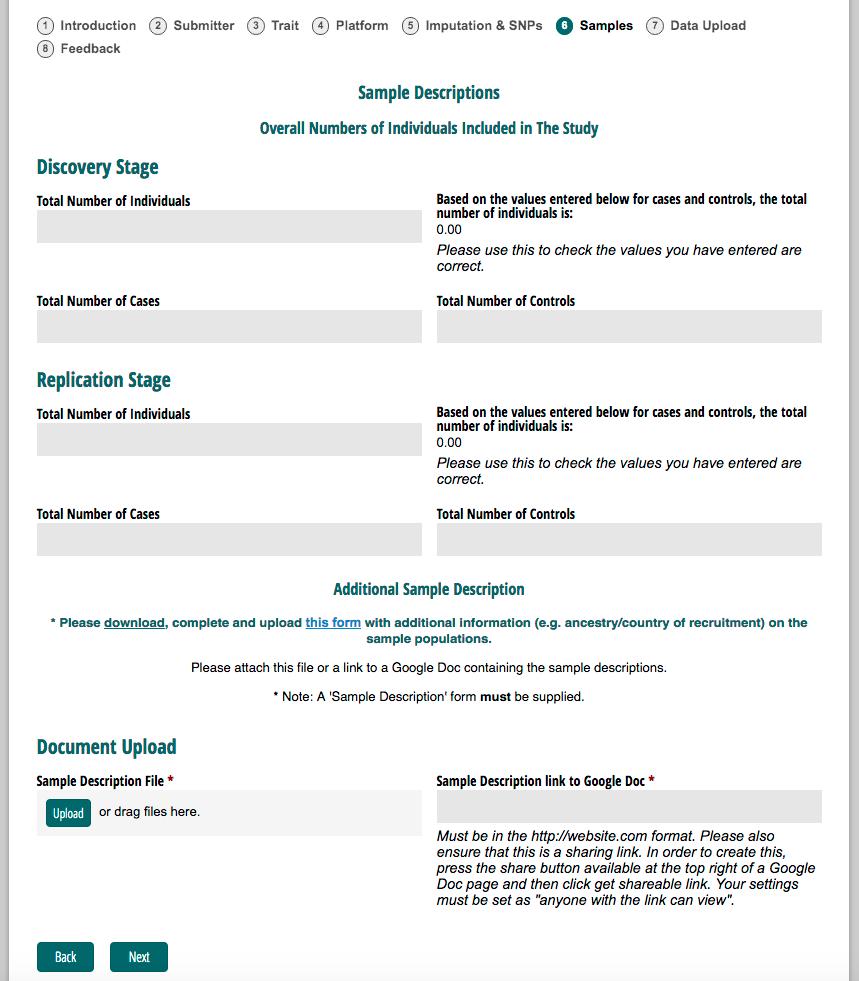 1 Introduction 2 Submitter 3 Trait 4 Platform 5 Imputation & SNPs 6 Samples 7 Data Upload
8 Feedback
Sample Descriptions
Overall Numbers of Individuals Included in The Study
Discovery Stage
Total Number of Individuals
Based on the values entered below for cases and controls, the total
number of individuals is:
0.00
Please use this to check the values you have entered are
correct.
Total Number of Cases
Total Number of Controls
Replication Stage
Total Number of Individuals
Based on the values entered below for cases and controls, the total
number of individuals is:
0.00
Please use this to check the values you have entered are
correct.
Total Number of Cases
Total Number of Controls
Additional Sample Description
* Please download, complete and upload this form with additional information (e.g. ancestry/country of recruitment) on the
sample populations.
Please attach this file or a link to a Google Doc containing the sample descriptions.
* Note: A 'Sample Description' form must be supplied.
Document Upload
Sample Description File *
Upload or drag files here.
Sample Description link to Google Doc *
Must be in the http://website.com format. Please also
ensure that this is a sharing link. In order to create this,
press the share button available at the top right of a Google
Doc page and then click get shareable link. Your settings
must be set as "anyone with the link can view".
Back Next